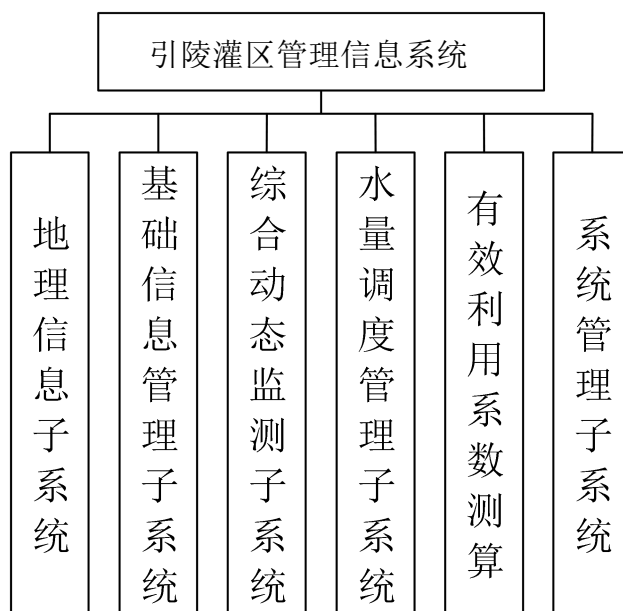 引陵灌区管理信息系统
地理信息子系统
基础信息管理子系统
综合动态监测子系统
水量调度管理子系统
有效利用系数测算
系统管理子系统